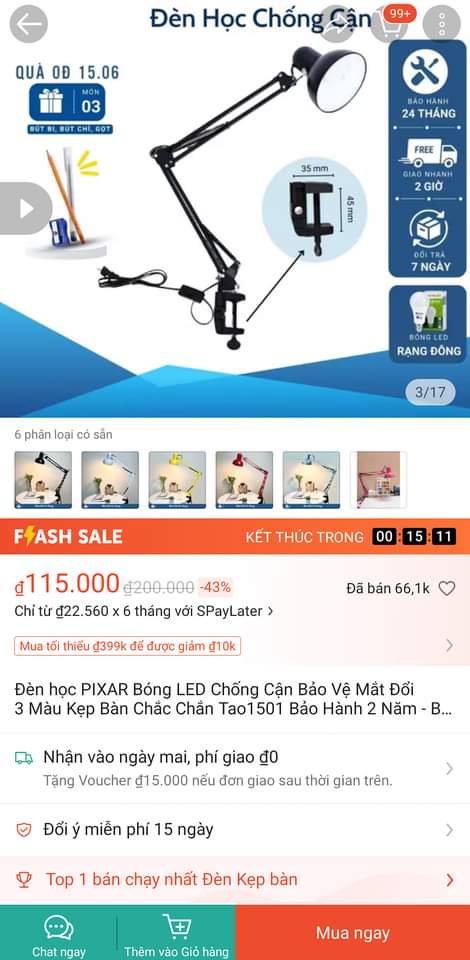 Đèn Học Chống Cận
99+
QUÀ 0Đ 15.06
MÓN
03
BÚT BI, BÚT CHÌ, GỌT
35 mm
45 mm
BẢO HÀNH
24 THÁNG
FREE
GIAO NHANH
2 GIỜ
ĐỔI TRẢ
7 NGÀY
BÓNG LED
RẠNG ĐÔNG
3/17
6 phân loại có sẵn
FLASH SALE
KẾT THÚC TRONG 00:15:11
₫115.000 ₫200.000 -43%
Đã bán 66,1k
Chỉ từ ₫22.560 x 6 tháng với SPayLater >
Mua tối thiểu ₫399k để được giảm ₫10k
Đèn học PIXAR Bóng LED Chống Cận Bảo Vệ Mắt Đổi
3 Màu Kẹp Bàn Chắc Chắn Tao1501 Bảo Hành 2 Năm - B...
Nhận vào ngày mai, phí giao ₫0
Tặng Voucher ₫15.000 nếu đơn giao sau thời gian trên.
Đổi ý miễn phí 15 ngày
Top 1 bán chạy nhất Đèn Kẹp bàn
Chat ngay
Thêm vào Giỏ hàng
Mua ngay